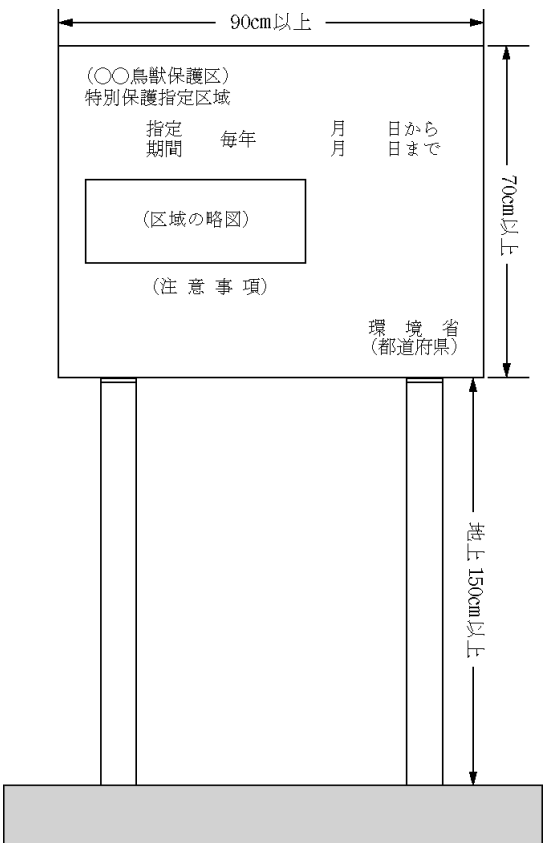 90cm以上
(○○鳥獣保護区)
特別保護指定区域
指定期間 毎年 月 日から
月 日まで
(区域の略図)
(注意事項)
環境省
(都道府県)
70cm以上
地上150cm以上